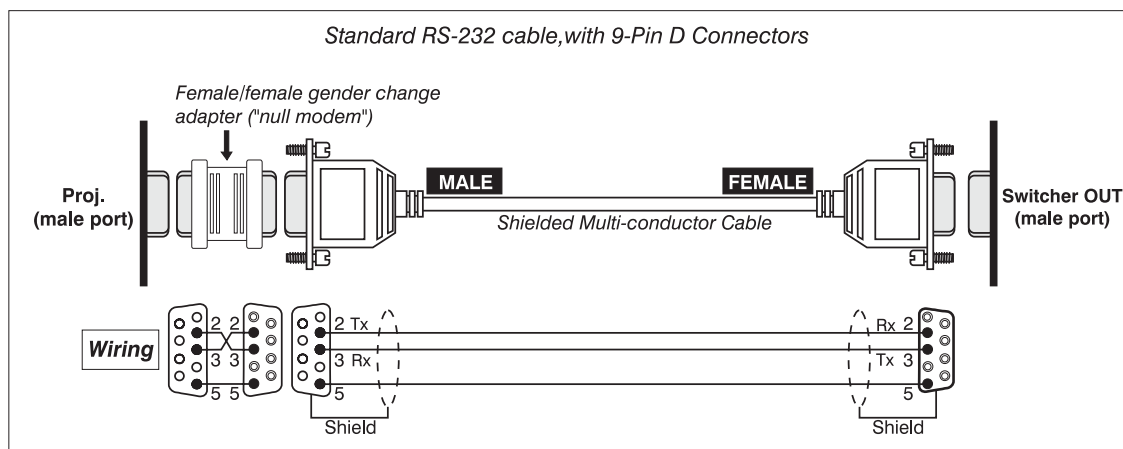 Standard RS-232 cable,with 9-Pin D Connectors
Female/female gender change
adapter ("null modem")
Proj.
(male port)
MALE
FEMALE
Shielded Multi-conductor Cable
Switcher OUT
(male port)
Wiring
2 2
3 3
5 5
2 Tx
3 Rx
5
Rx 2
Tx 3
5
Shield
Shield